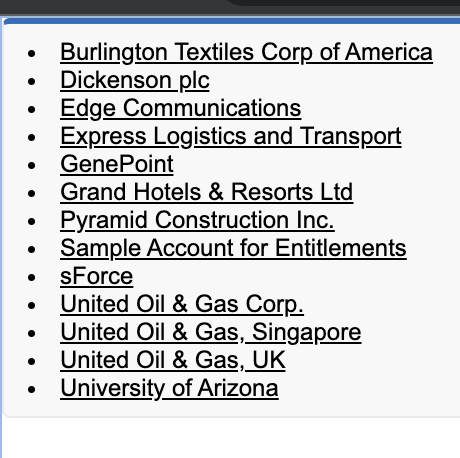 Burlington Textiles Corp of America
Dickenson plc
Edge Communications
Express Logistics and Transport
GenePoint
Grand Hotels & Resorts Ltd
Pyramid Construction Inc.
Sample Account for Entitlements
sForce
United Oil & Gas Corp.
United Oil & Gas, Singapore
United Oil & Gas, UK
University of Arizona